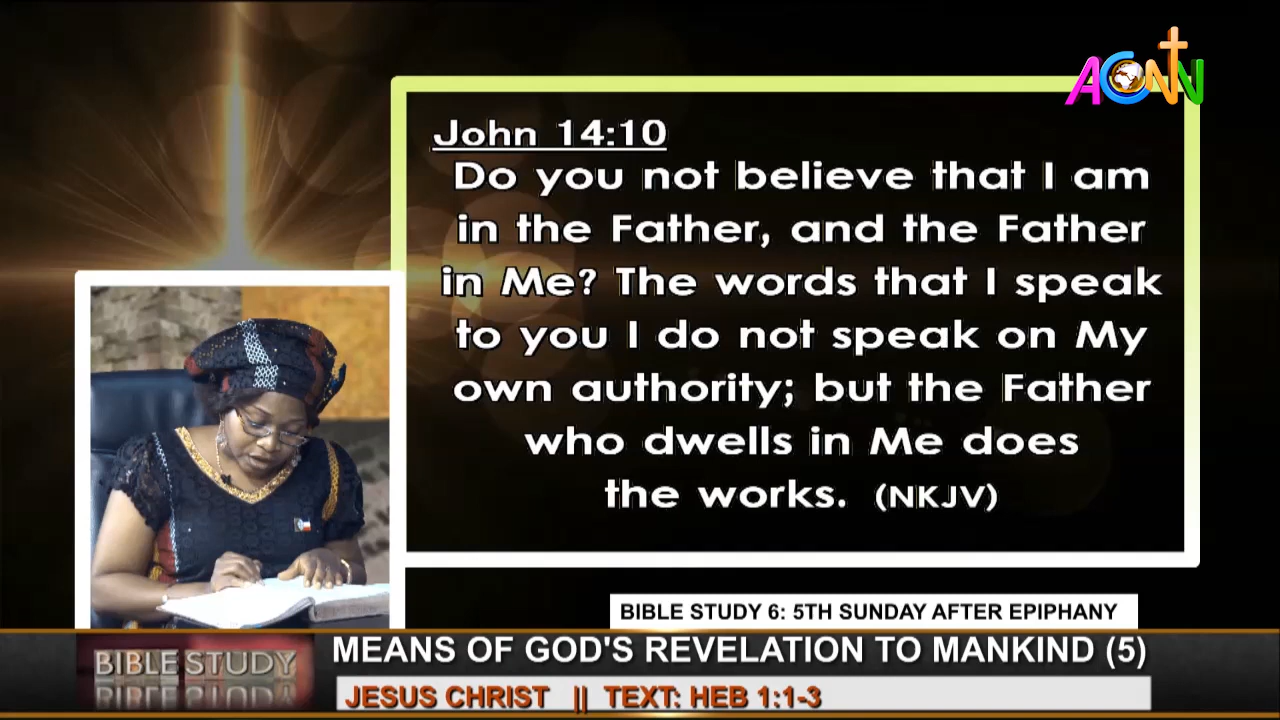 ACNN
John 14:10
Do you not believe that I am
in the Father, and the Father
in Me? The words that I speak
to you I do not speak on My
own authority; but the Father
who dwells in Me does
the works. (NKJV)
BIBLE STUDY 6: 5TH SUNDAY AFTER EPIPHANY
BIBLE STUDY
MEANS OF GOD'S REVELATION TO MANKIND (5)
JESUS CHRIST || TEXT: HEB 1:1-3